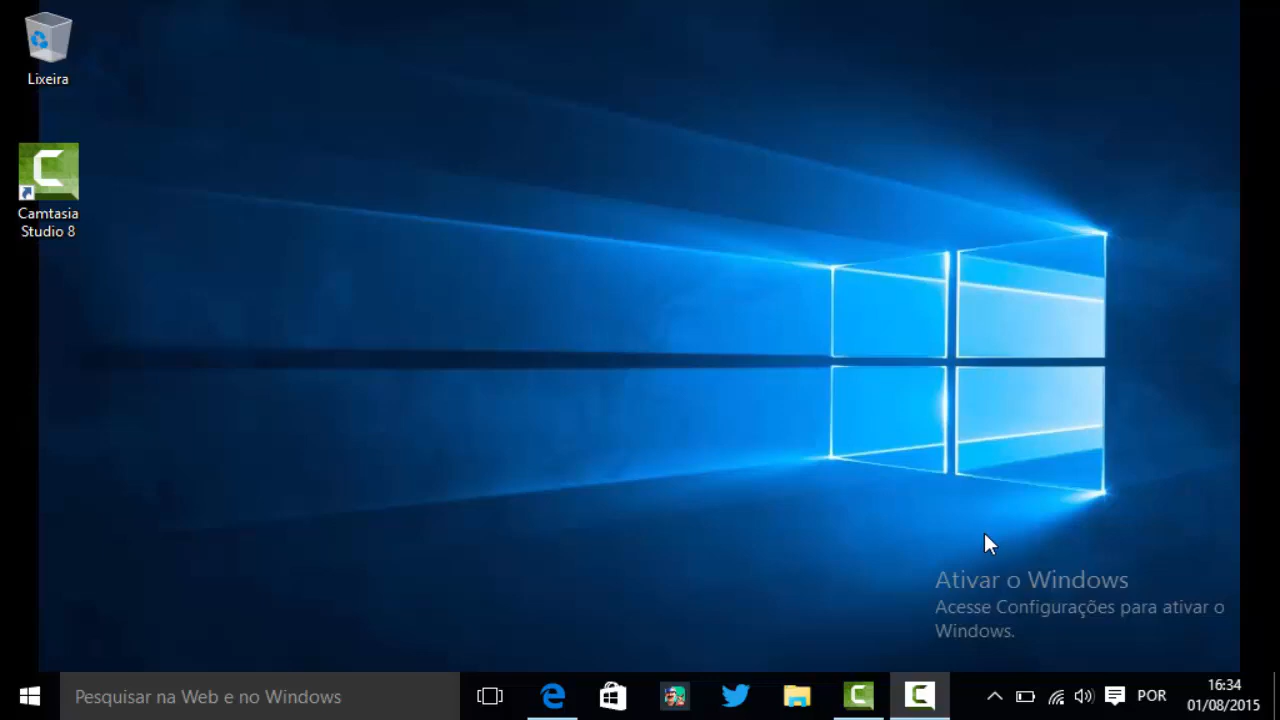 Lixeira
Camtasia
Studio 8
Ativar o Windows
Acesse Configurações para ativar o
Windows.
Pesquisar na Web e no Windows
POR
16:34
01/08/2015